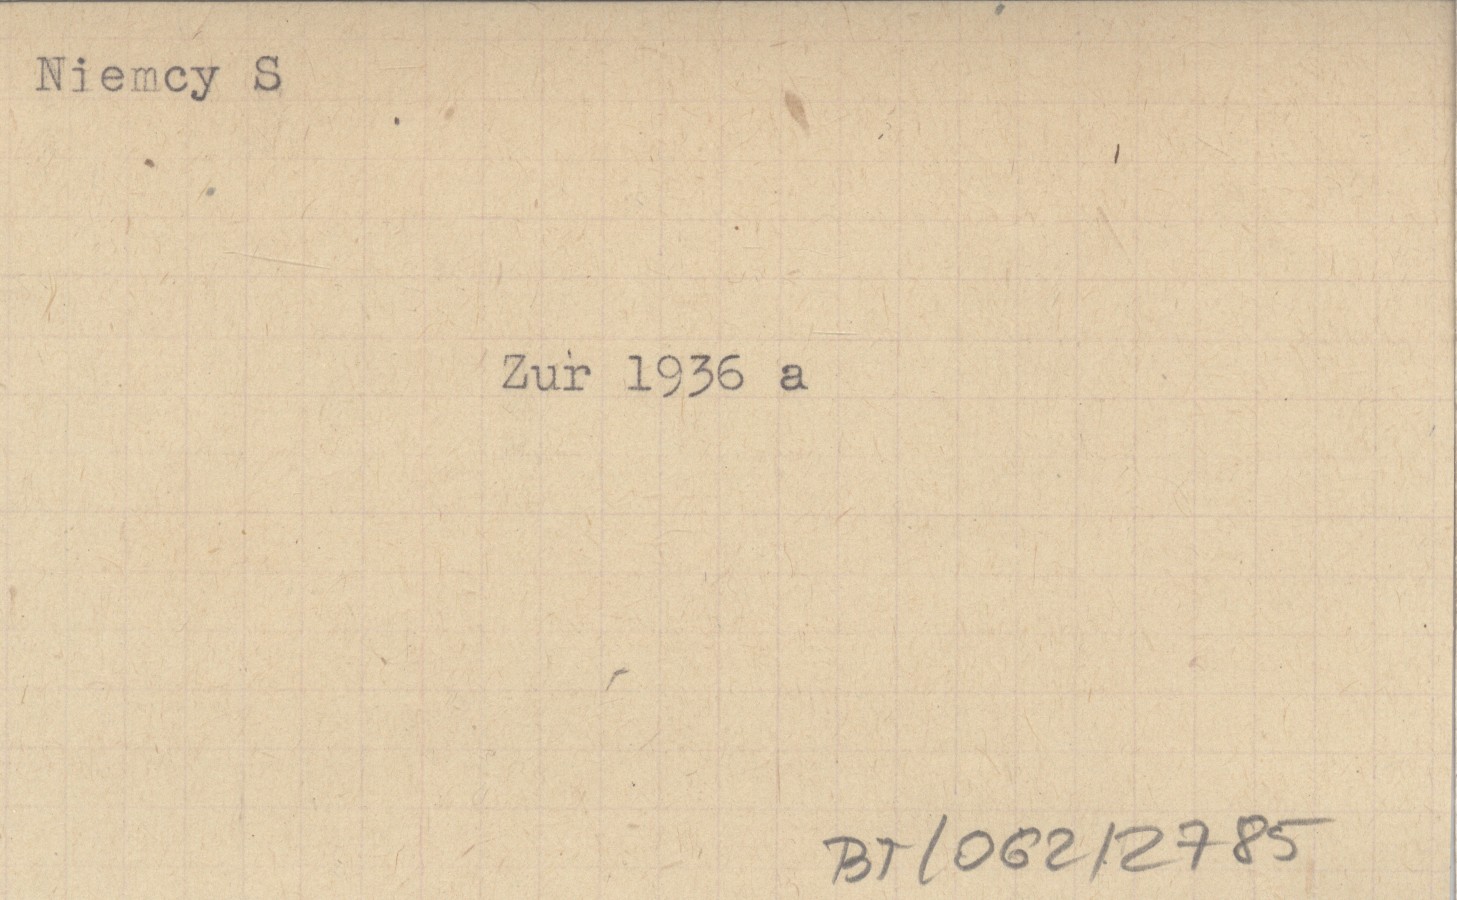 Niemcy S
Zur 1936 a
BT/062/2785